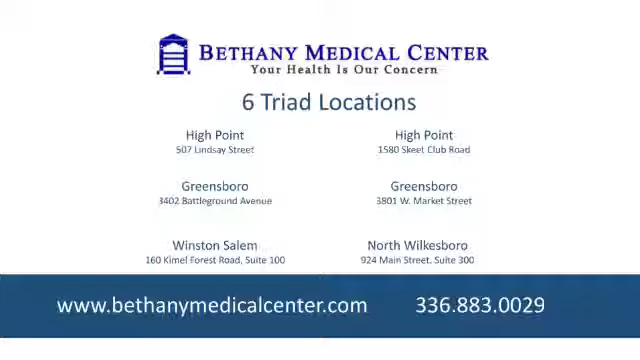 BETHANY MEDICAL CENTER
Your Health Is Our Concern
6 Triad Locations
High Point
507 Lindsay Street
High Point
1580 Skeet Club Road
Greensboro
3402 Battleground Avenue
Greensboro
3801 W. Market Street
Winston Salem
160 Kimel Forest Road, Suite 100
North Wilkesboro
924 Main Street, Suite 300
www.bethanymedicalcenter.com
336.883.0029